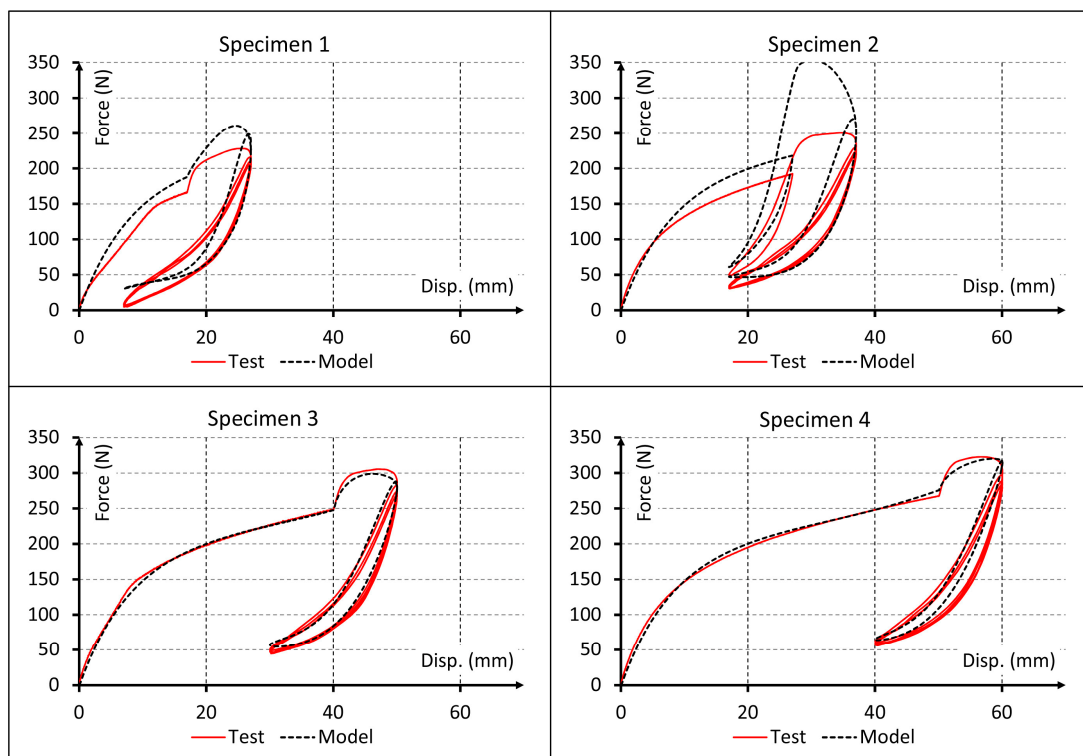 Specimen 1
350
300
250
200
150
100
50
0
Force (N)
Disp. (mm)
0 20 40 60
Test Model
Specimen 2
350
300
250
200
150
100
50
0
Force (N)
Disp. (mm)
0 20 40 60
Test Model
Specimen 3
350
300
250
200
150
100
50
0
Force (N)
Disp. (mm)
0 20 40 60
Test Model
Specimen 4
350
300
250
200
150
100
50
0
Force (N)
Disp. (mm)
0 20 40 60
Test Model